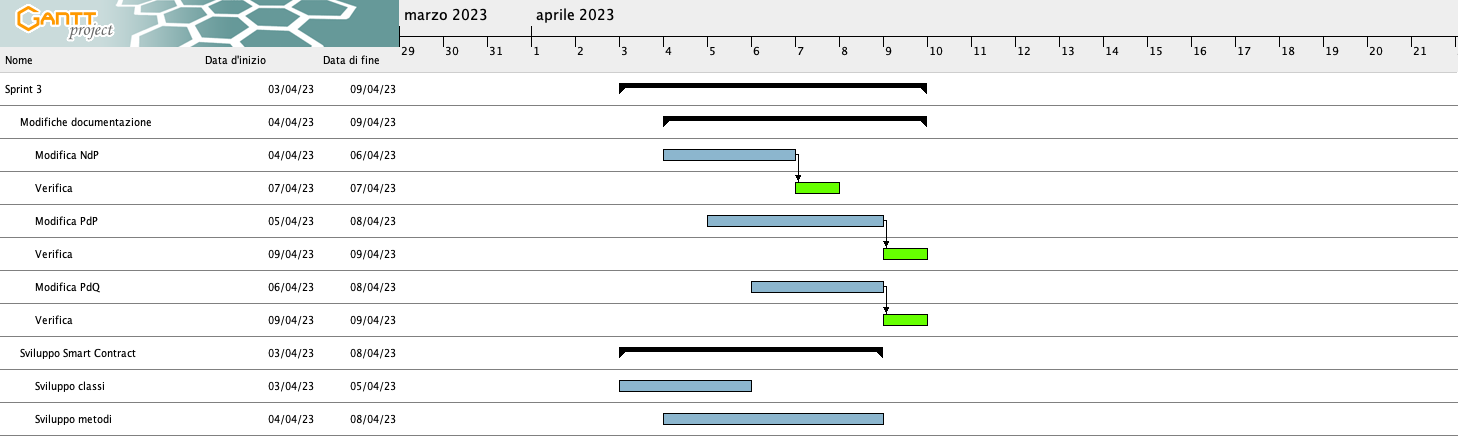 GANTT project
marzo 2023 aprile 2023
29 30 31 1 2 3 4 5 6 7 8 9 10 11 12 13 14 15 16 17 18 19 20 21
Nome Data d'inizio Data di fine
Sprint 3 03/04/23 09/04/23
Modifiche documentazione 04/04/23 09/04/23
Modifica NdP 04/04/23 06/04/23
Verifica 07/04/23 07/04/23
Modifica PdP 05/04/23 08/04/23
Verifica 09/04/23 09/04/23
Modifica PdQ 06/04/23 08/04/23
Verifica 09/04/23 09/04/23
Sviluppo Smart Contract 03/04/23 08/04/23
Sviluppo classi 03/04/23 05/04/23
Sviluppo metodi 04/04/23 08/04/23